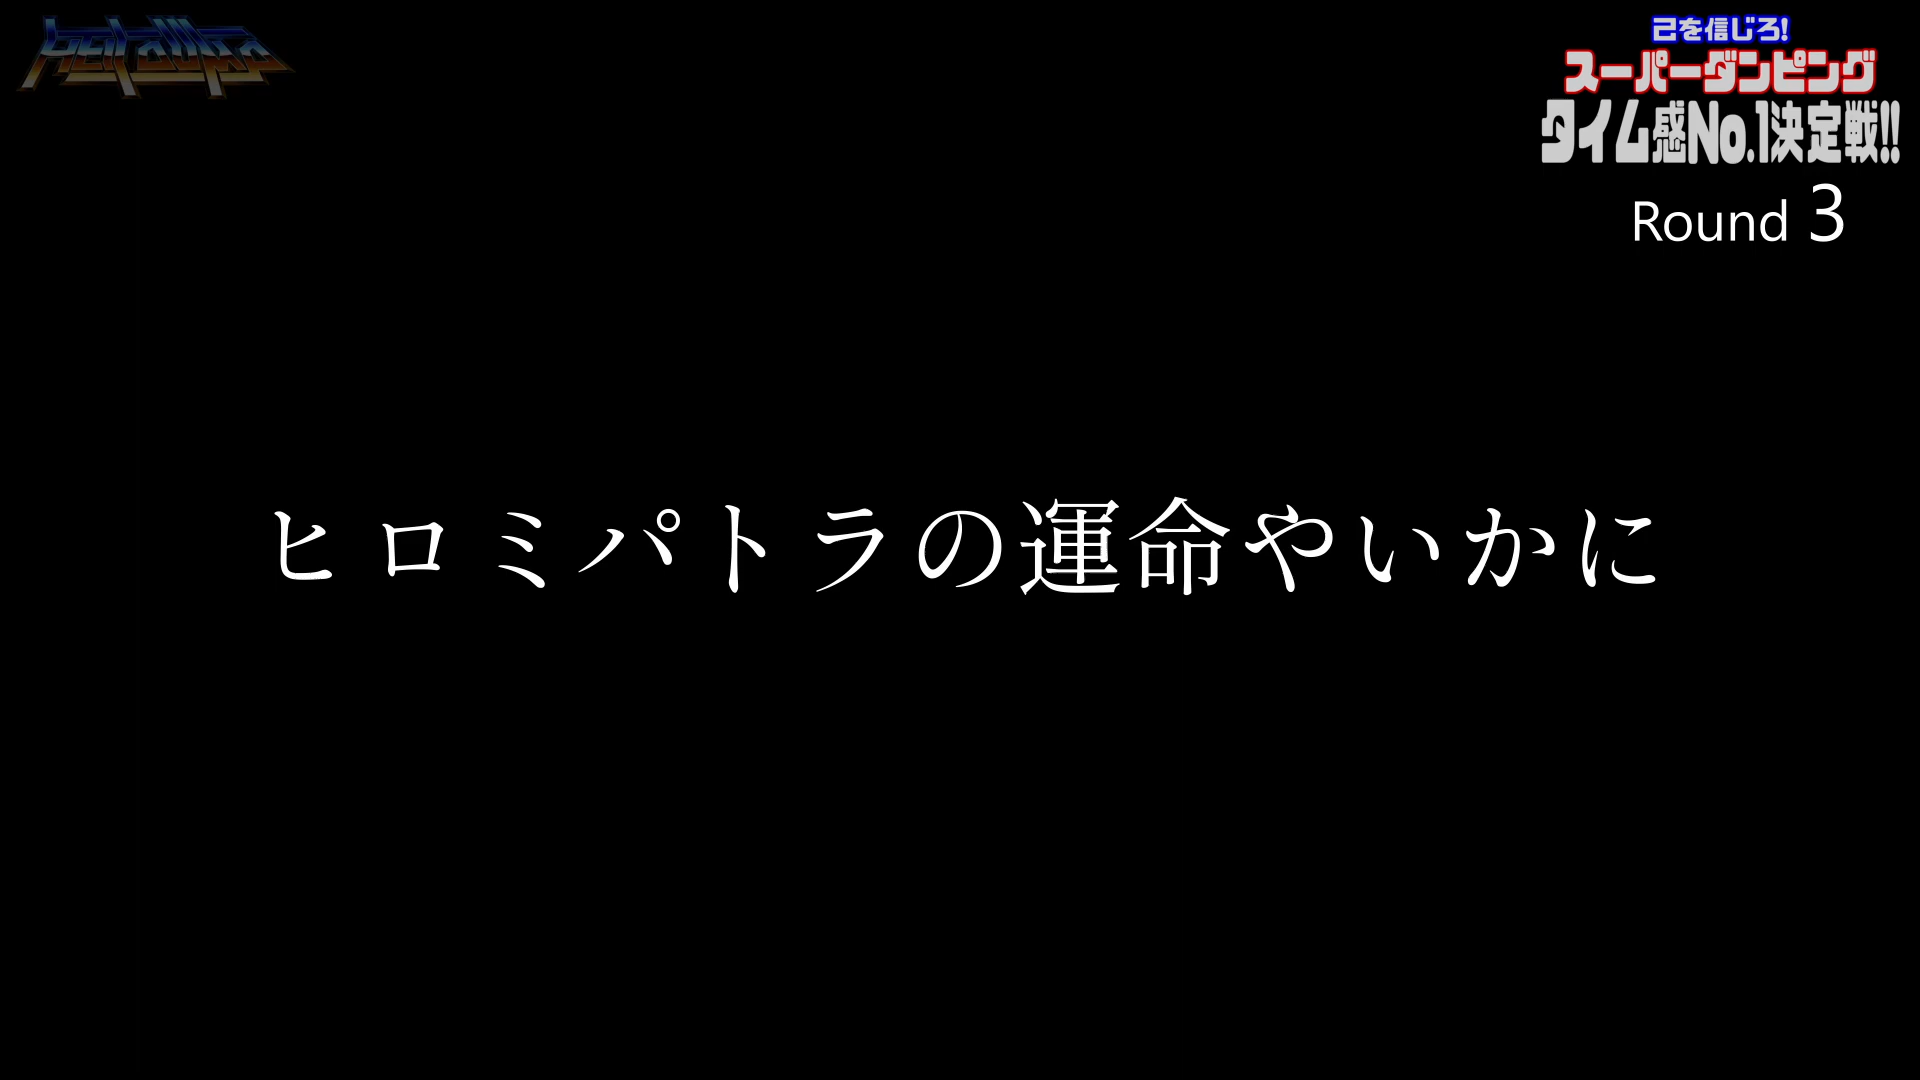 己を信じろ!
スーパーダンピング
タイム感No.1決定戦!!
Round 3
ヒロミパトラの運命やいかに